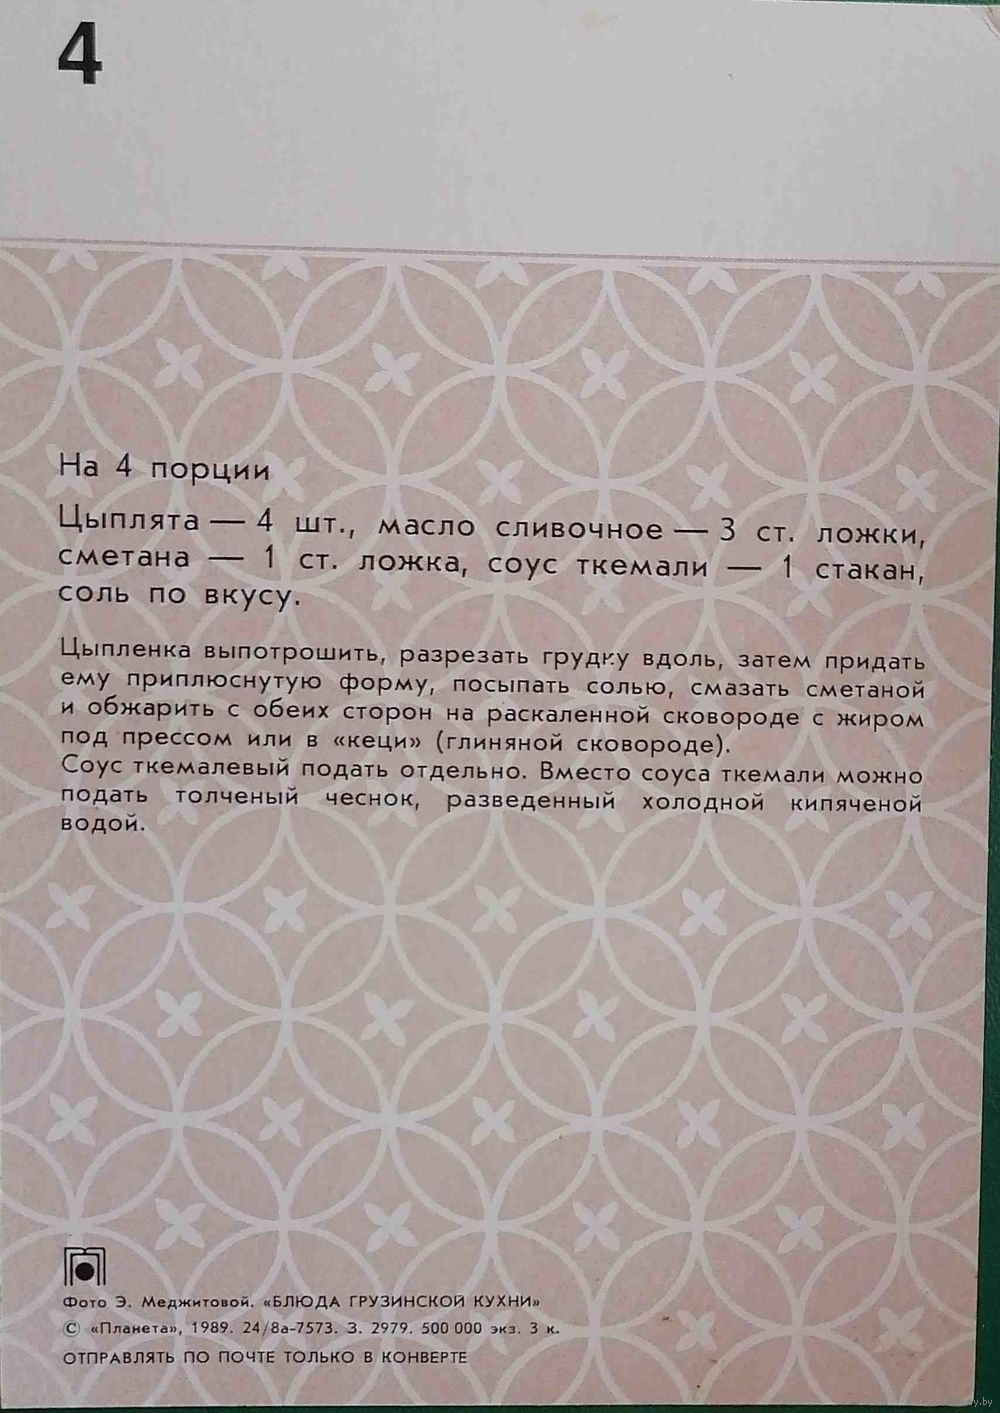 4
На 4 порции
Цыплята — 4 шт., масло сливочное — 3 ст. ложки,
сметана — 1 ст. ложка, соус ткемали — 1 стакан,
соль по вкусу.
Цыпленка выпотрошить, разрезать грудку вдоль, затем придать
ему приплюснутую форму, посыпать солью, смазать сметаной
и обжарить с обеих сторон на раскаленной сковороде с жиром
под прессом или в «кеци» (глиняной сковороде).
Соус ткемалевый подать отдельно. Вместо соуса ткемали можно
подать толченый чеснок, разведенный холодной кипяченой
водой.
Фото Э. Меджитовой. «БЛЮДА ГРУЗИНСКОЙ КУХНИ»
© «Планета», 1989. 24/8а-7573. З. 2979. 500 000 экз. 3 к.
ОТПРАВЛЯТЬ ПО ПОЧТЕ ТОЛЬКО В КОНВЕРТЕ